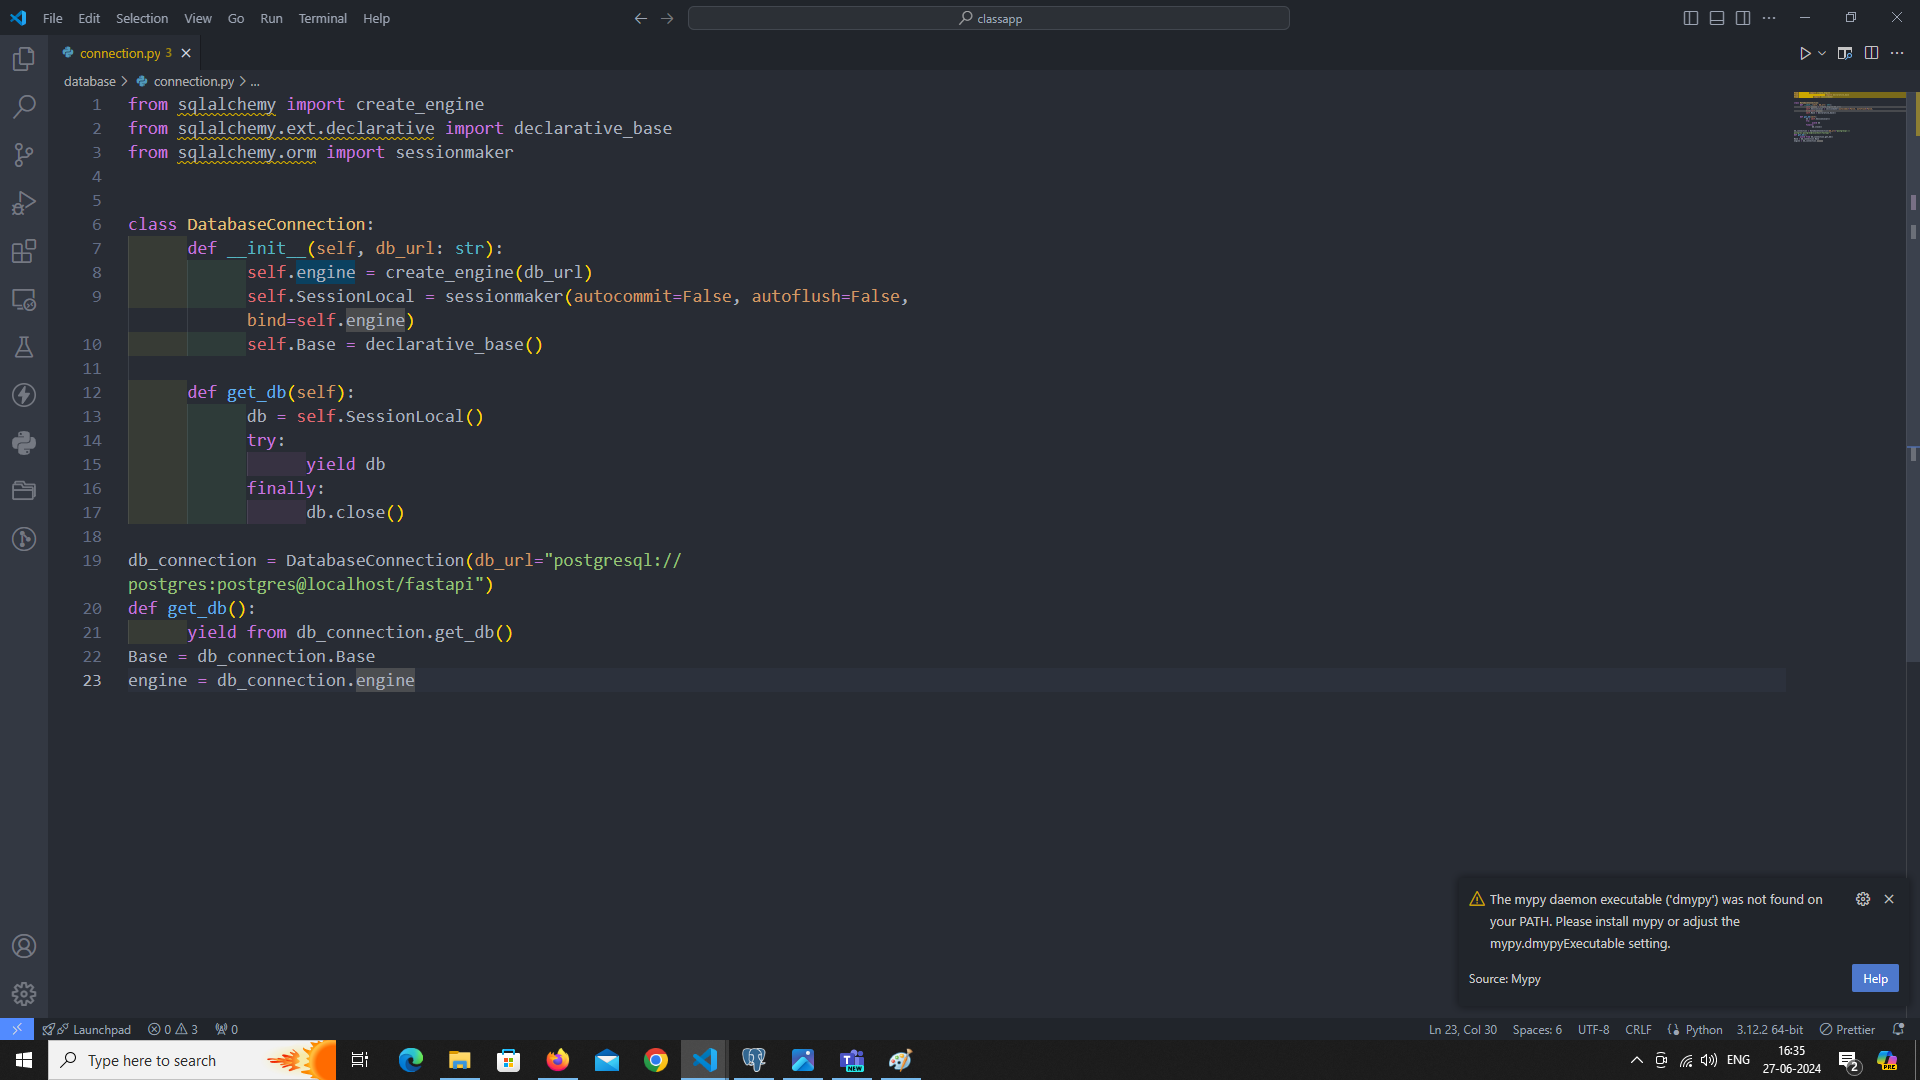 File Edit Selection View Go Run Terminal Help
classapp
connection.py 3
database > connection.py > ...
1 from sqlalchemy import create_engine
2 from sqlalchemy.ext.declarative import declarative_base
3 from sqlalchemy.orm import sessionmaker
4
5
6 class DatabaseConnection:
7 def __init__(self, db_url: str):
8 self.engine = create_engine(db_url)
9 self.SessionLocal = sessionmaker(autocommit=False, autoflush=False,
bind=self.engine)
10 self.Base = declarative_base()
11
12 def get_db(self):
13 db = self.SessionLocal()
14 try:
15 yield db
16 finally:
17 db.close()
18
19 db_connection = DatabaseConnection(db_url="postgresql://
postgres:postgres@localhost/fastapi")
20 def get_db():
21 yield from db_connection.get_db()
22 Base = db_connection.Base
23 engine = db_connection.engine
The mypy daemon executable ('dmypy') was not found on
your PATH. Please install mypy or adjust the
mypy.dmypyExecutable setting.
Source: Mypy
Help
Launchpad 0 3 0
Ln 23, Col 30 Spaces: 6 UTF-8 CRLF Python 3.12.2 64-bit Prettier
Type here to search
NEW
ENG
16:35
27-06-2024
2
PRE